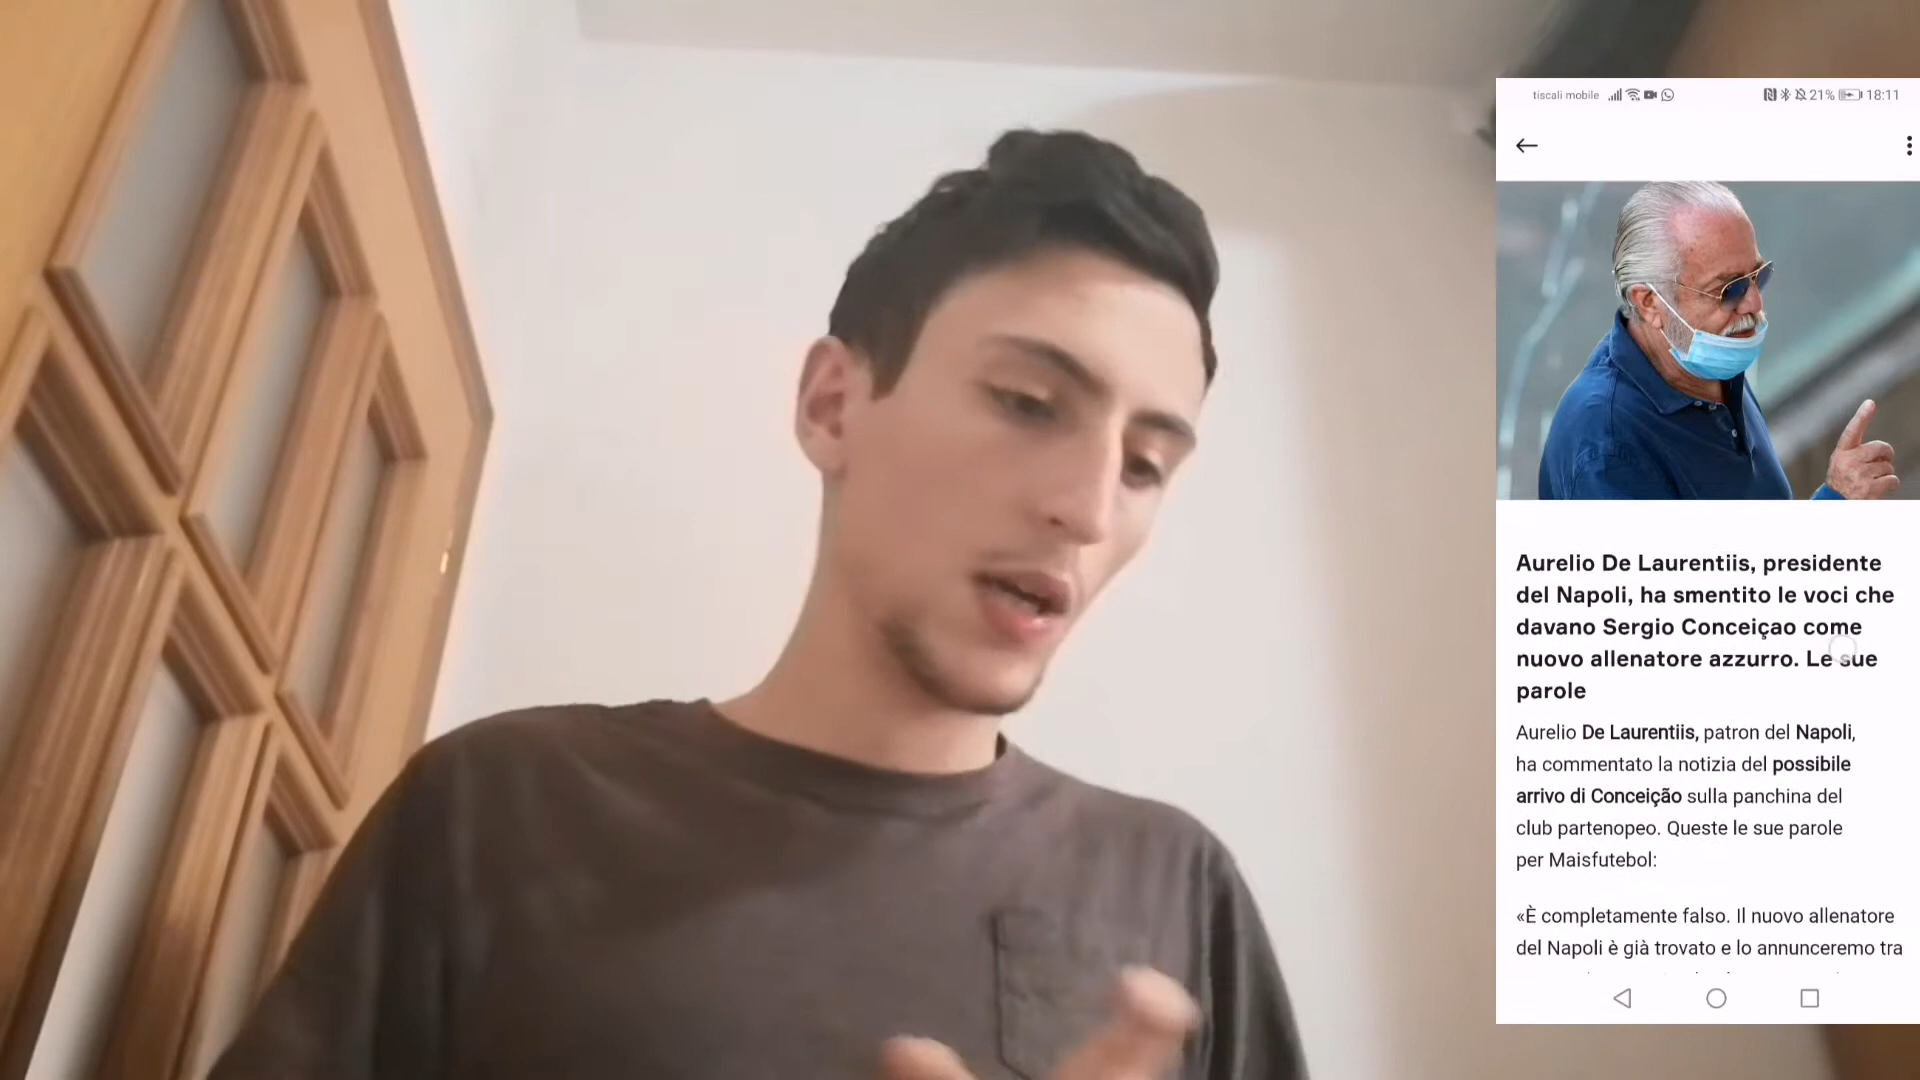 tiscali mobile 21% 18:11
Aurelio De Laurentiis, presidente
del Napoli, ha smentito le voci che
davano Sergio Conceiçao come
nuovo allenatore azzurro. Le sue
parole
Aurelio De Laurentiis, patron del Napoli,
ha commentato la notizia del possibile
arrivo di Conceição sulla panchina del
club partenopeo. Queste le sue parole
per Maisfutebol:
«È completamente falso. Il nuovo allenatore
del Napoli è già trovato e lo annunceremo tra